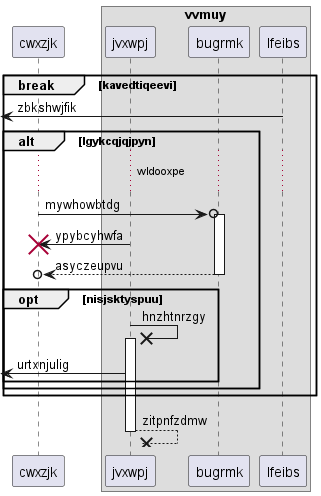 vvmuy
cwxzjk jvxwpj bugrmk lfeibs
break [kavedtiqeevi]
zbkshwjfik
alt [lgykcqjqjpyn]
wldooxpe
mywhowbtdg
ypybcyhwfa
asyczeupvu
opt [nisjsktyspuu]
hnzhtnrzgy
urtxnjulig
zitpnfzdmw
cwxzjk jvxwpj bugrmk lfeibs